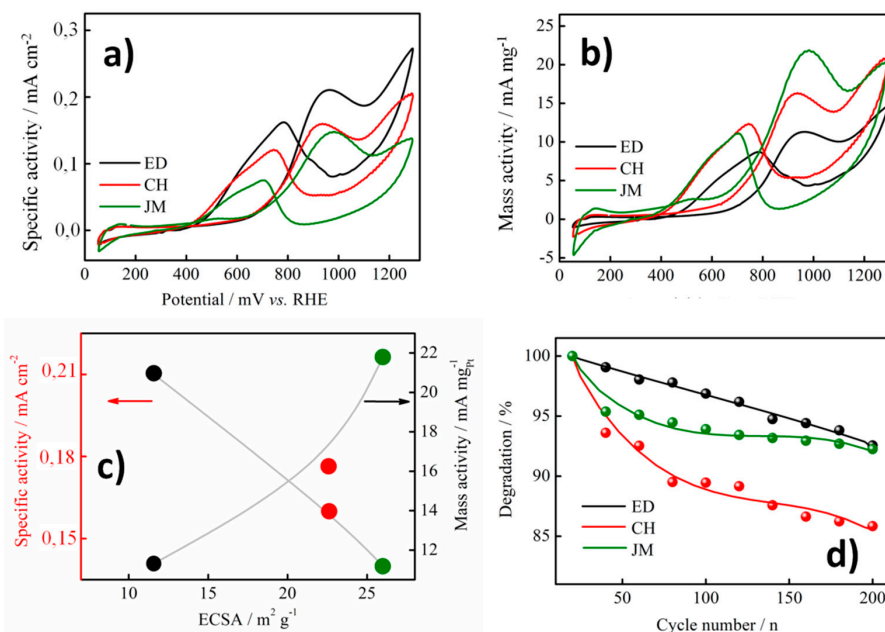 a)
Specific activity / mA cm-2
0,3
0,2
0,1
0,0
ED
CH
JM
0 200 400 600 800 1000 1200
Potential / mV vs. RHE
b)
Mass activity / mA mg-1
25
20
15
10
5
0
-5
ED
CH
JM
0 200 400 600 800 1000 1200
c)
Specific activity / mA cm-2
0,21
0,18
0,15
Mass activity / mA mg-1Pt
22
20
18
16
14
12
10 15 20 25
ECSA / m2 g-1
d)
Degradation / %
100
95
90
85
ED
CH
JM
50 100 150 200
Cycle number / n